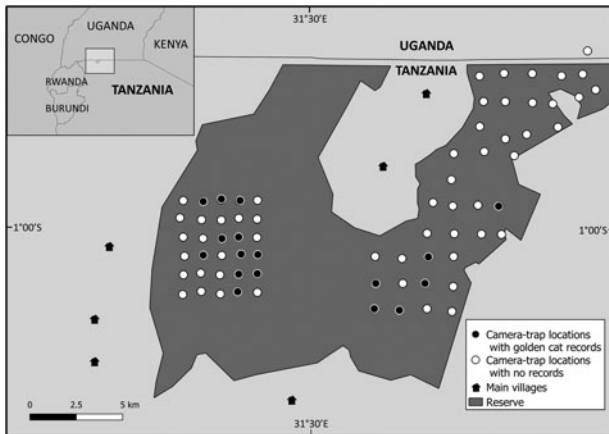 31°30'E
UGANDA
CONGO
KENYA
RWANDA
BURUNDI
TANZANIA
UGANDA
TANZANIA
1°00'S
1°00'S
Camera-trap locations
with golden cat records
Camera-trap locations
with no records
Main villages
Reserve
0
2.5
5 km
31°30'E